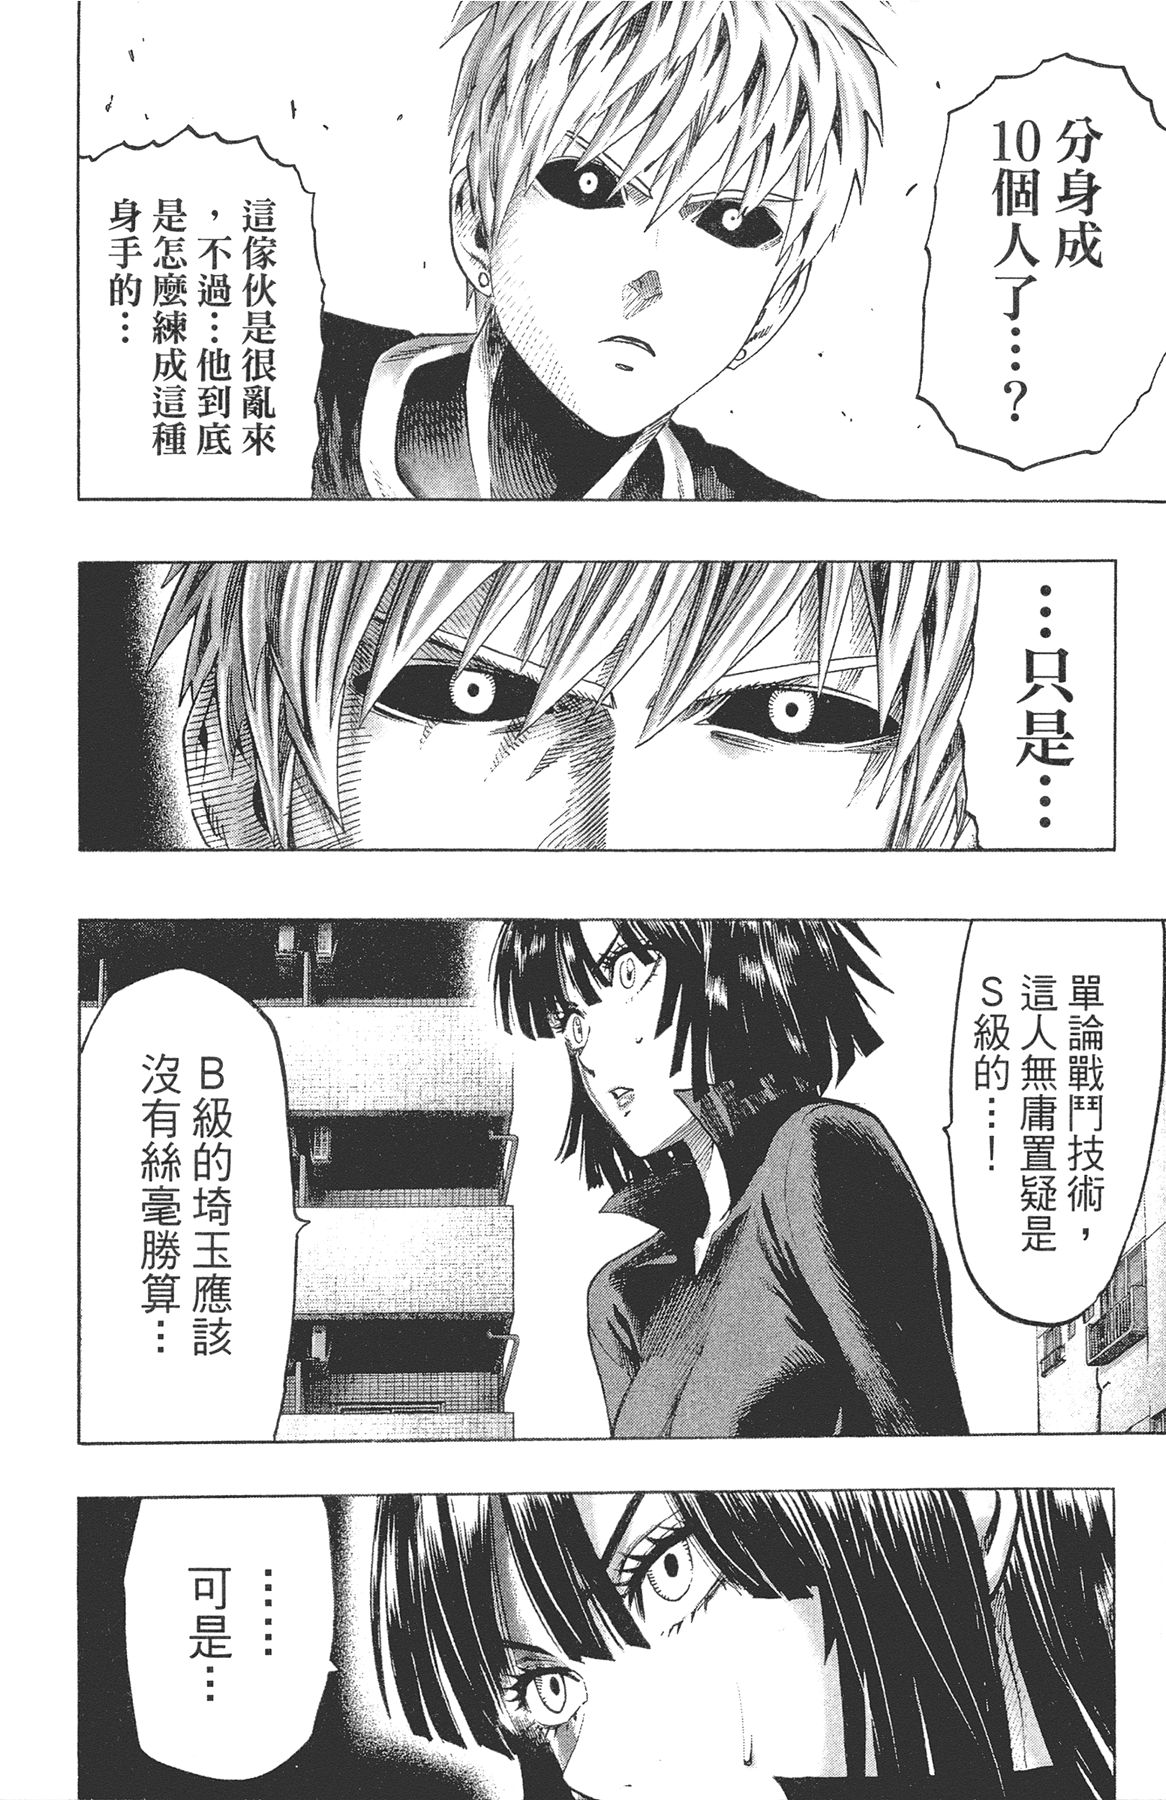 分身成
10個人了……?
這傢伙是很亂來
，不過…他到底
是怎麼練成這種
身手的…
…只是…
單論戰鬥技術，
這人無庸置疑是
S級的…!
B級的埼玉應該
沒有絲毫勝算…
……
可是…